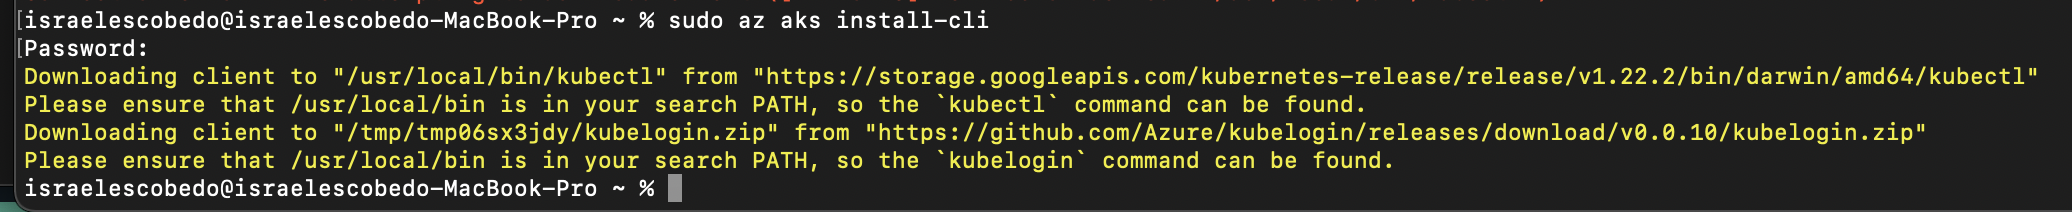 [israelescobedo@israelescobedo-MacBook-Pro ~ % sudo az aks install-cli
[Password:
Downloading client to "/usr/local/bin/kubectl" from "https://storage.googleapis.com/kubernetes-release/release/v1.22.2/bin/darwin/amd64/kubectl"
Please ensure that /usr/local/bin is in your search PATH, so the `kubectl` command can be found.
Downloading client to "/tmp/tmp06sx3jdy/kubelogin.zip" from "https://github.com/Azure/kubelogin/releases/download/v0.0.10/kubelogin.zip"
Please ensure that /usr/local/bin is in your search PATH, so the `kubelogin` command can be found.
israelescobedo@israelescobedo-MacBook-Pro ~ %